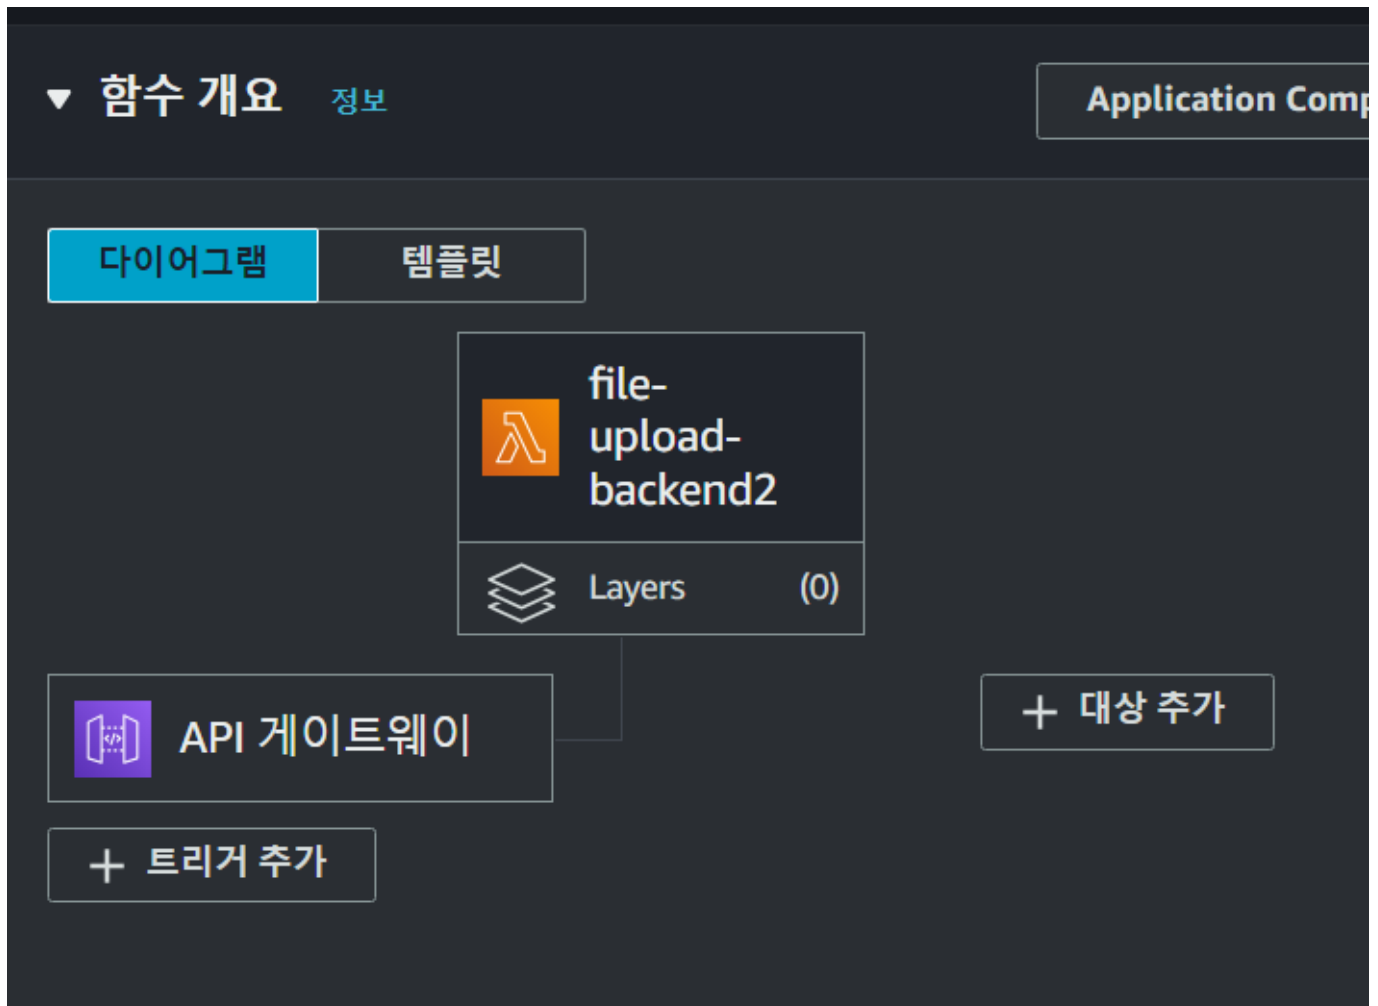 ▼ 함수 개요 정보
Application Comp
다이어그램 템플릿
file-
upload-
backend2
Layers (0)
API 게이트웨이
+ 대상 추가
+ 트리거 추가